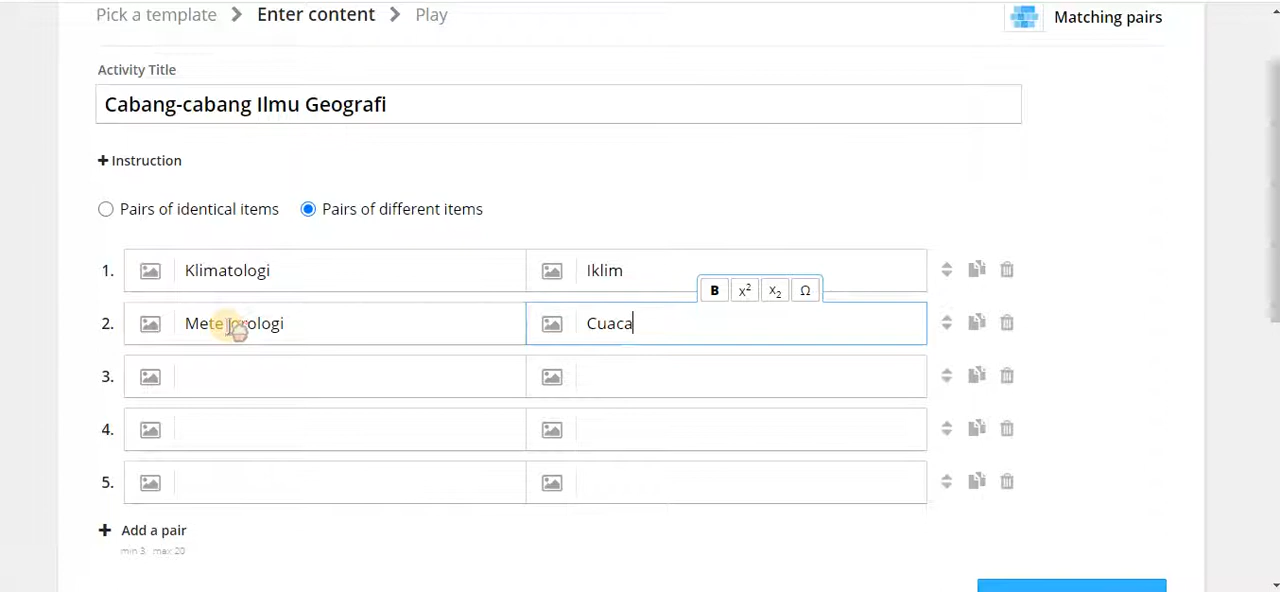 Pick a template > Enter content > Play
Matching pairs
Activity Title
Cabang-cabang Ilmu Geografi
+ Instruction
Pairs of identical items Pairs of different items
1. Klimatologi Iklim
B x² x₂ Ω
2. Meteorologi Cuaca
3.
4.
5.
+ Add a pair
min 3 max 20